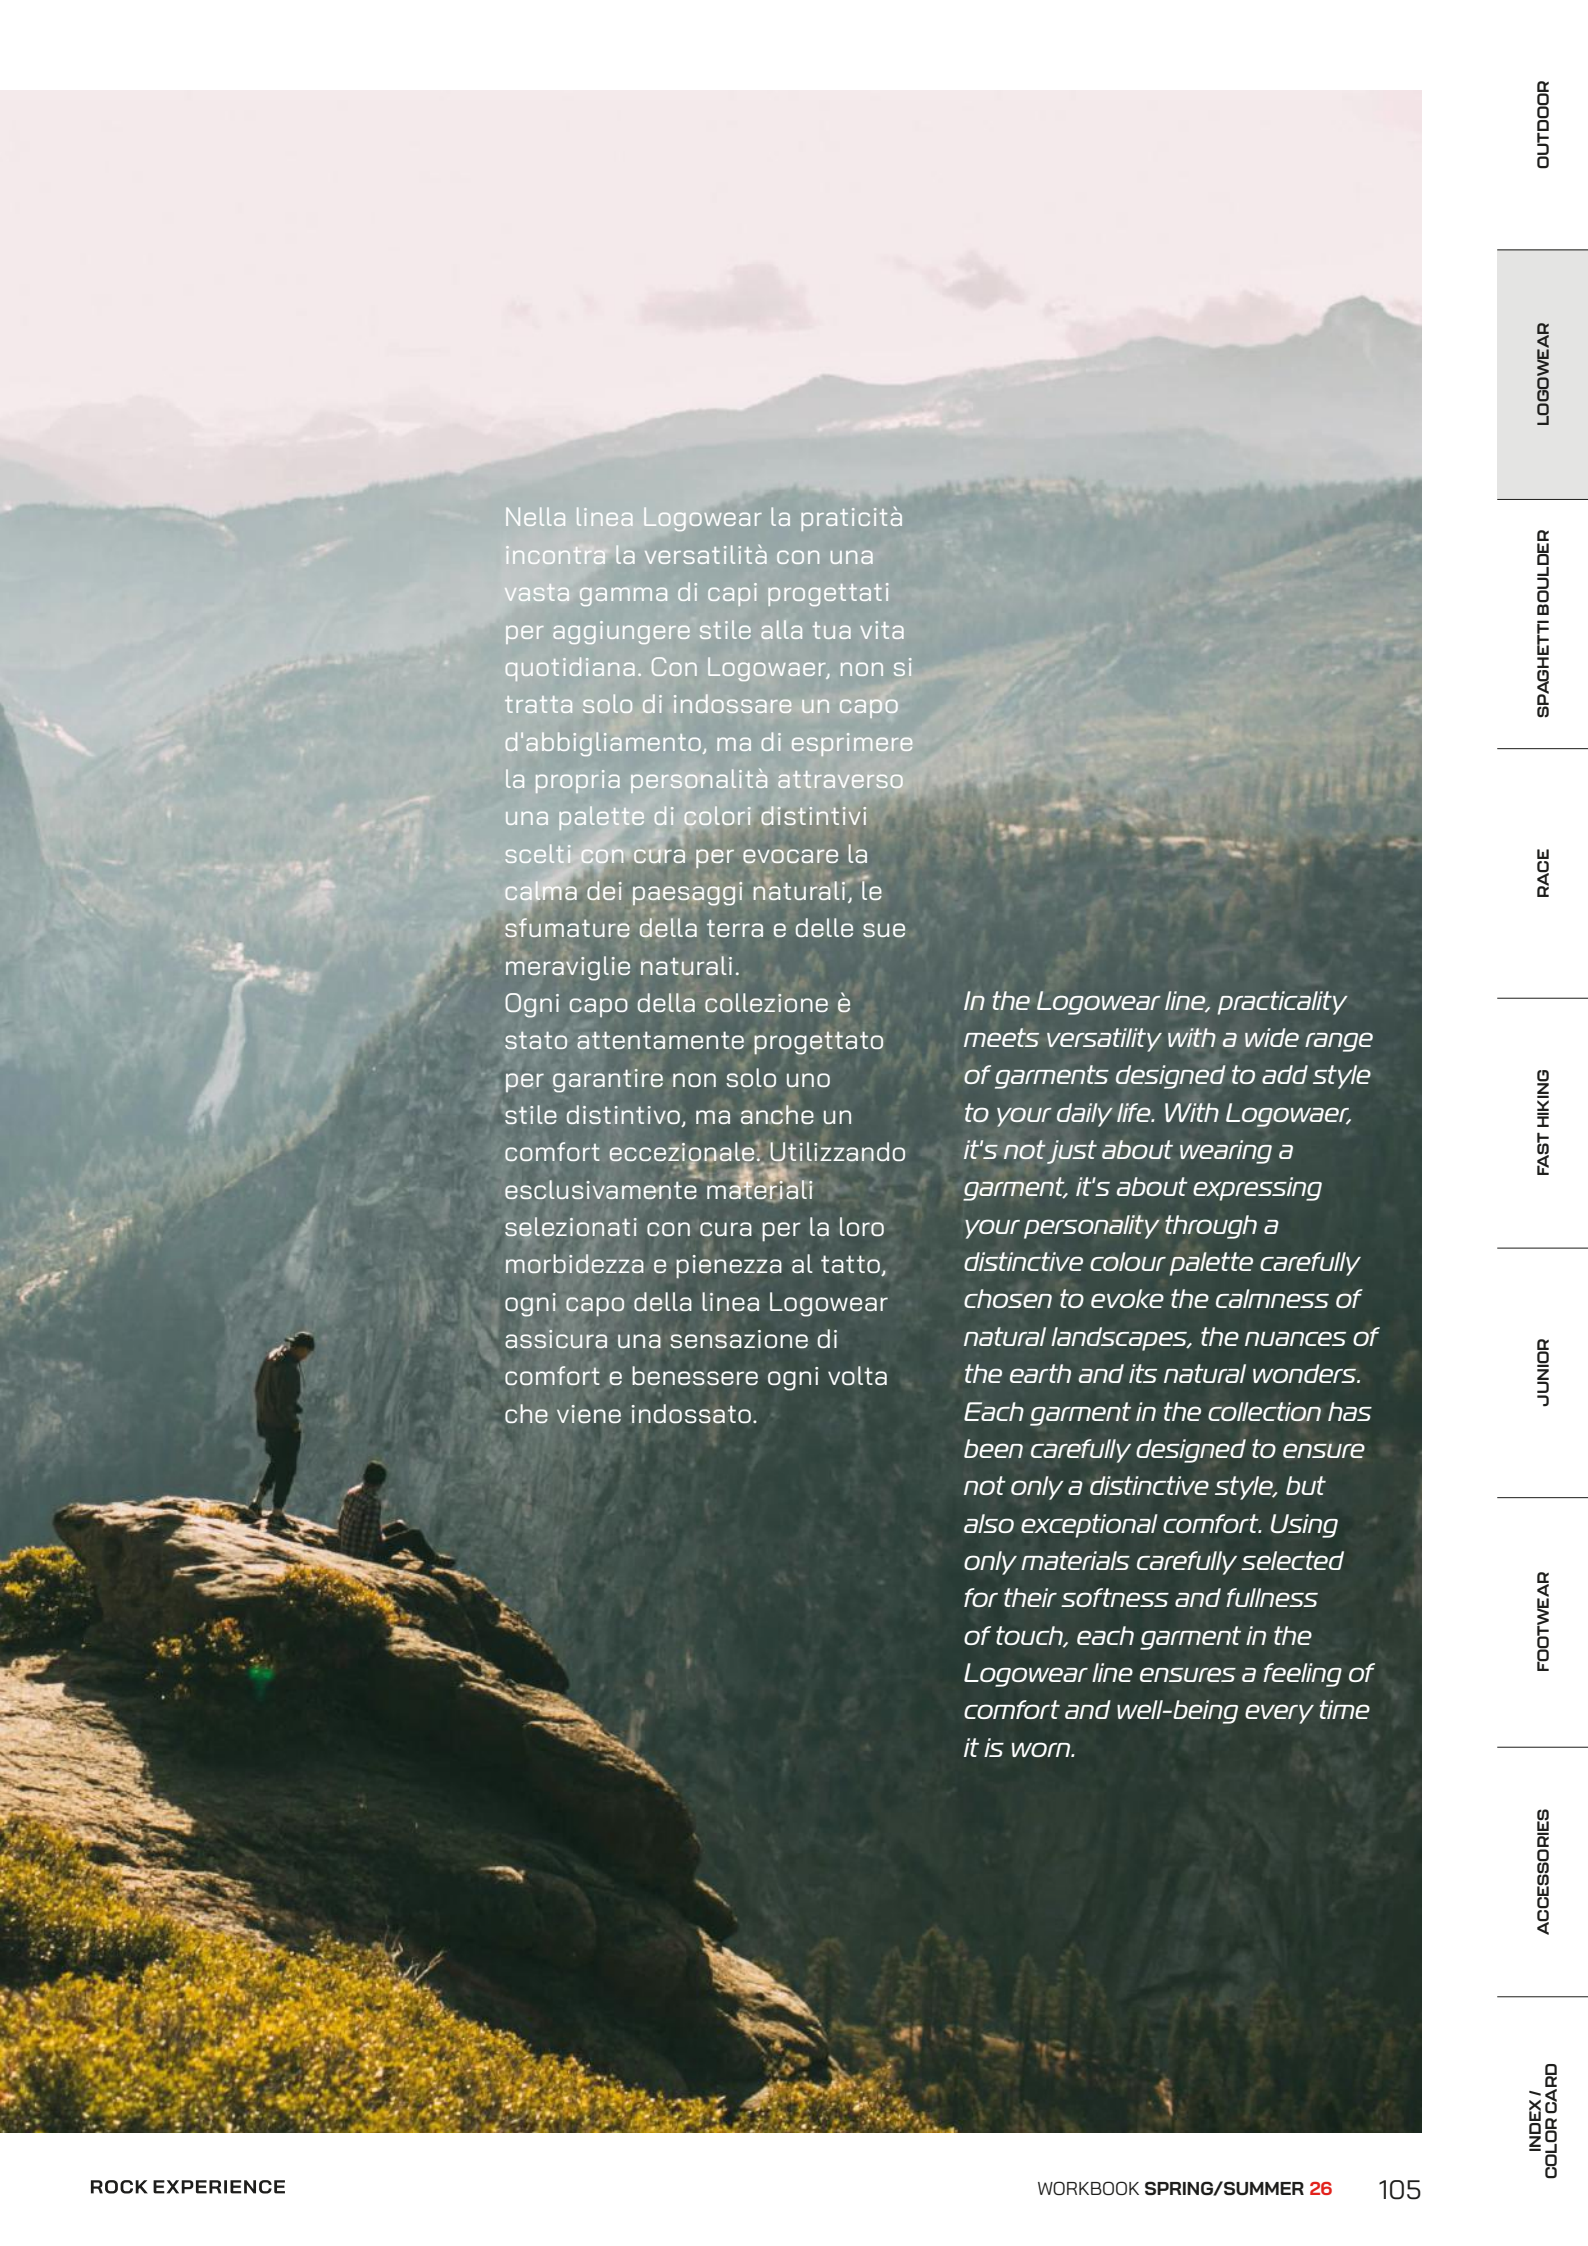 Nella linea Logowear la praticità
incontra la versatilità con una
vasta gamma di capi progettati
per aggiungere stile alla tua vita
quotidiana. Con Logowaer, non si
tratta solo di indossare un capo
d'abbigliamento, ma di esprimere
la propria personalità attraverso
una palette di colori distintivi
scelti con cura per evocare la
calma dei paesaggi naturali, le
sfumature della terra e delle sue
meraviglie naturali.
Ogni capo della collezione è
stato attentamente progettato
per garantire non solo uno
stile distintivo, ma anche un
comfort eccezionale. Utilizzando
esclusivamente materiali
selezionati con cura per la loro
morbidezza e pienezza al tatto,
ogni capo della linea Logowear
assicura una sensazione di
comfort e benessere ogni volta
che viene indossato.
In the Logowear line, practicality
meets versatility with a wide range
of garments designed to add style
to your daily life. With Logowaer,
it's not just about wearing a
garment, it's about expressing
your personality through a
distinctive colour palette carefully
chosen to evoke the calmness of
natural landscapes, the nuances of
the earth and its natural wonders.
Each garment in the collection has
been carefully designed to ensure
not only a distinctive style, but
also exceptional comfort. Using
only materials carefully selected
for their softness and fullness
of touch, each garment in the
Logowear line ensures a feeling of
comfort and well-being every time
it is worn.
OUTDOOR
LOGOWEAR
SPAGHETTI BOULDER
RACE
FAST HIKING
JUNIOR
FOOTWEAR
ACCESSORIES
INDEX /
COLOR CARD
ROCK EXPERIENCE
WORKBOOK SPRING/SUMMER 26
105